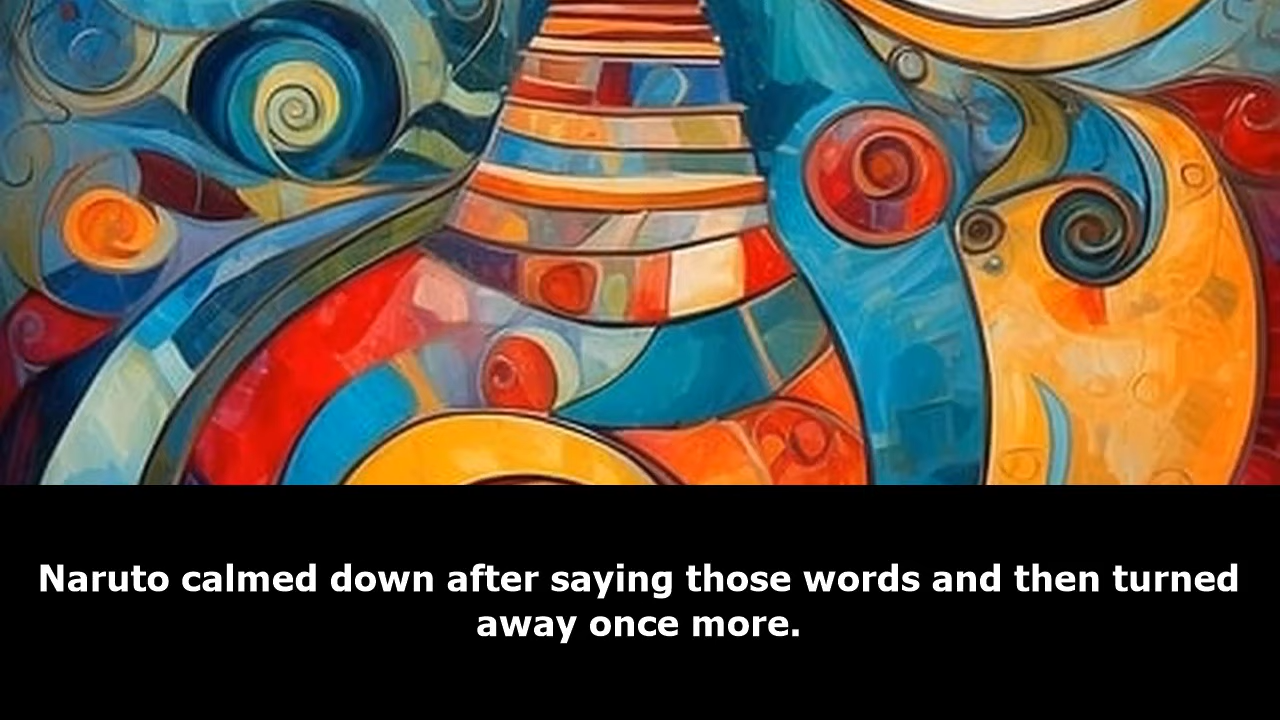 Naruto calmed down after saying those words and then turned
away once more.